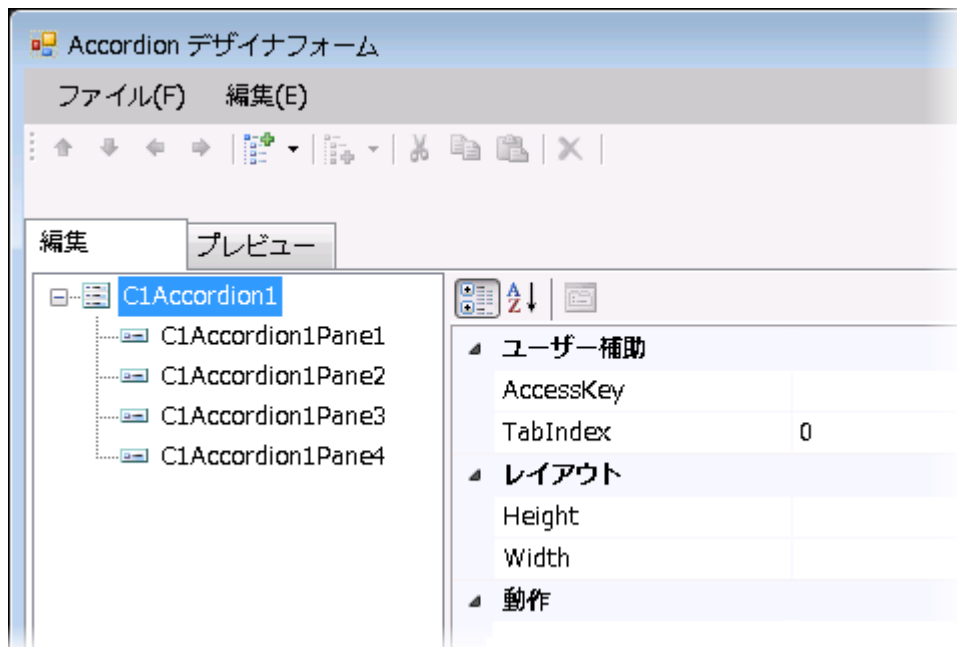 Accordion デザイナフォーム
ファイル(F) 編集(E)
編集 プレビュー
C1Accordion1
C1Accordion1Pane1
C1Accordion1Pane2
C1Accordion1Pane3
C1Accordion1Pane4
A Z
ユーザー補助
AccessKey
TabIndex 0
レイアウト
Height
Width
動作